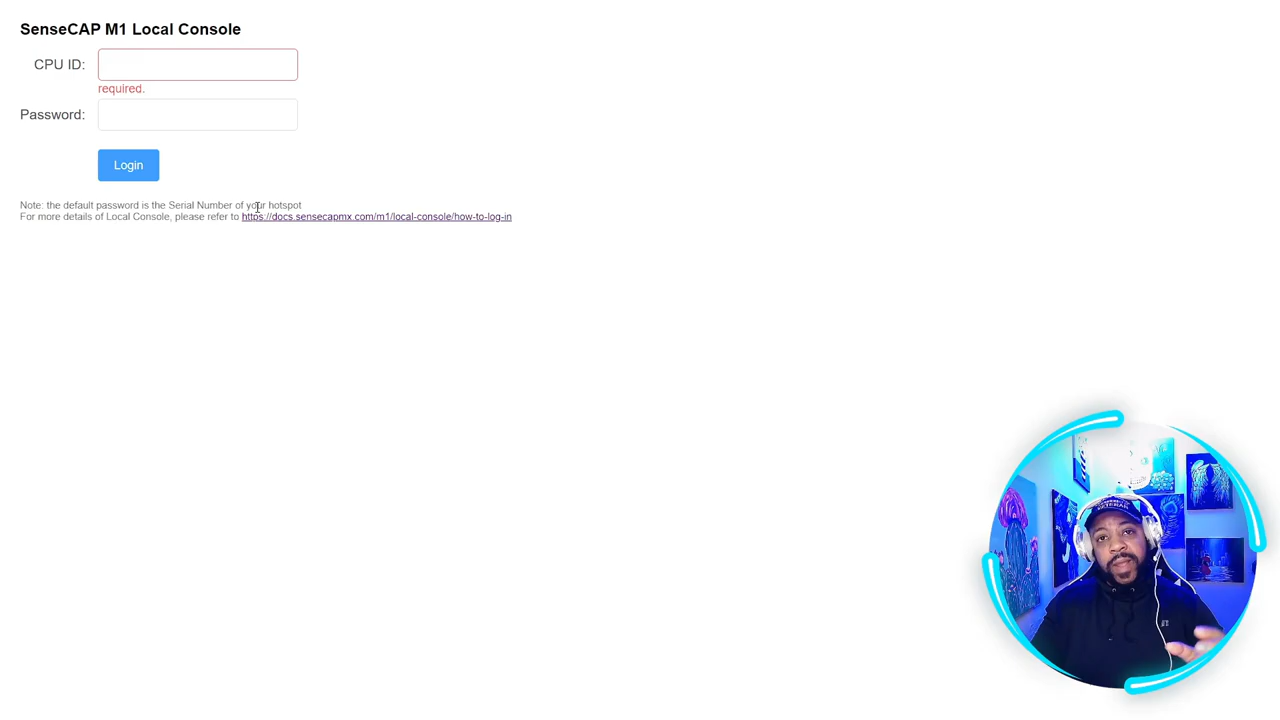 SenseCAP M1 Local Console
CPU ID:
required.
Password:
Login
Note: the default password is the Serial Number of your hotspot
For more details of Local Console, please refer to https://docs.sensecapmx.com/m1/local-console/how-to-log-in
VETERAN